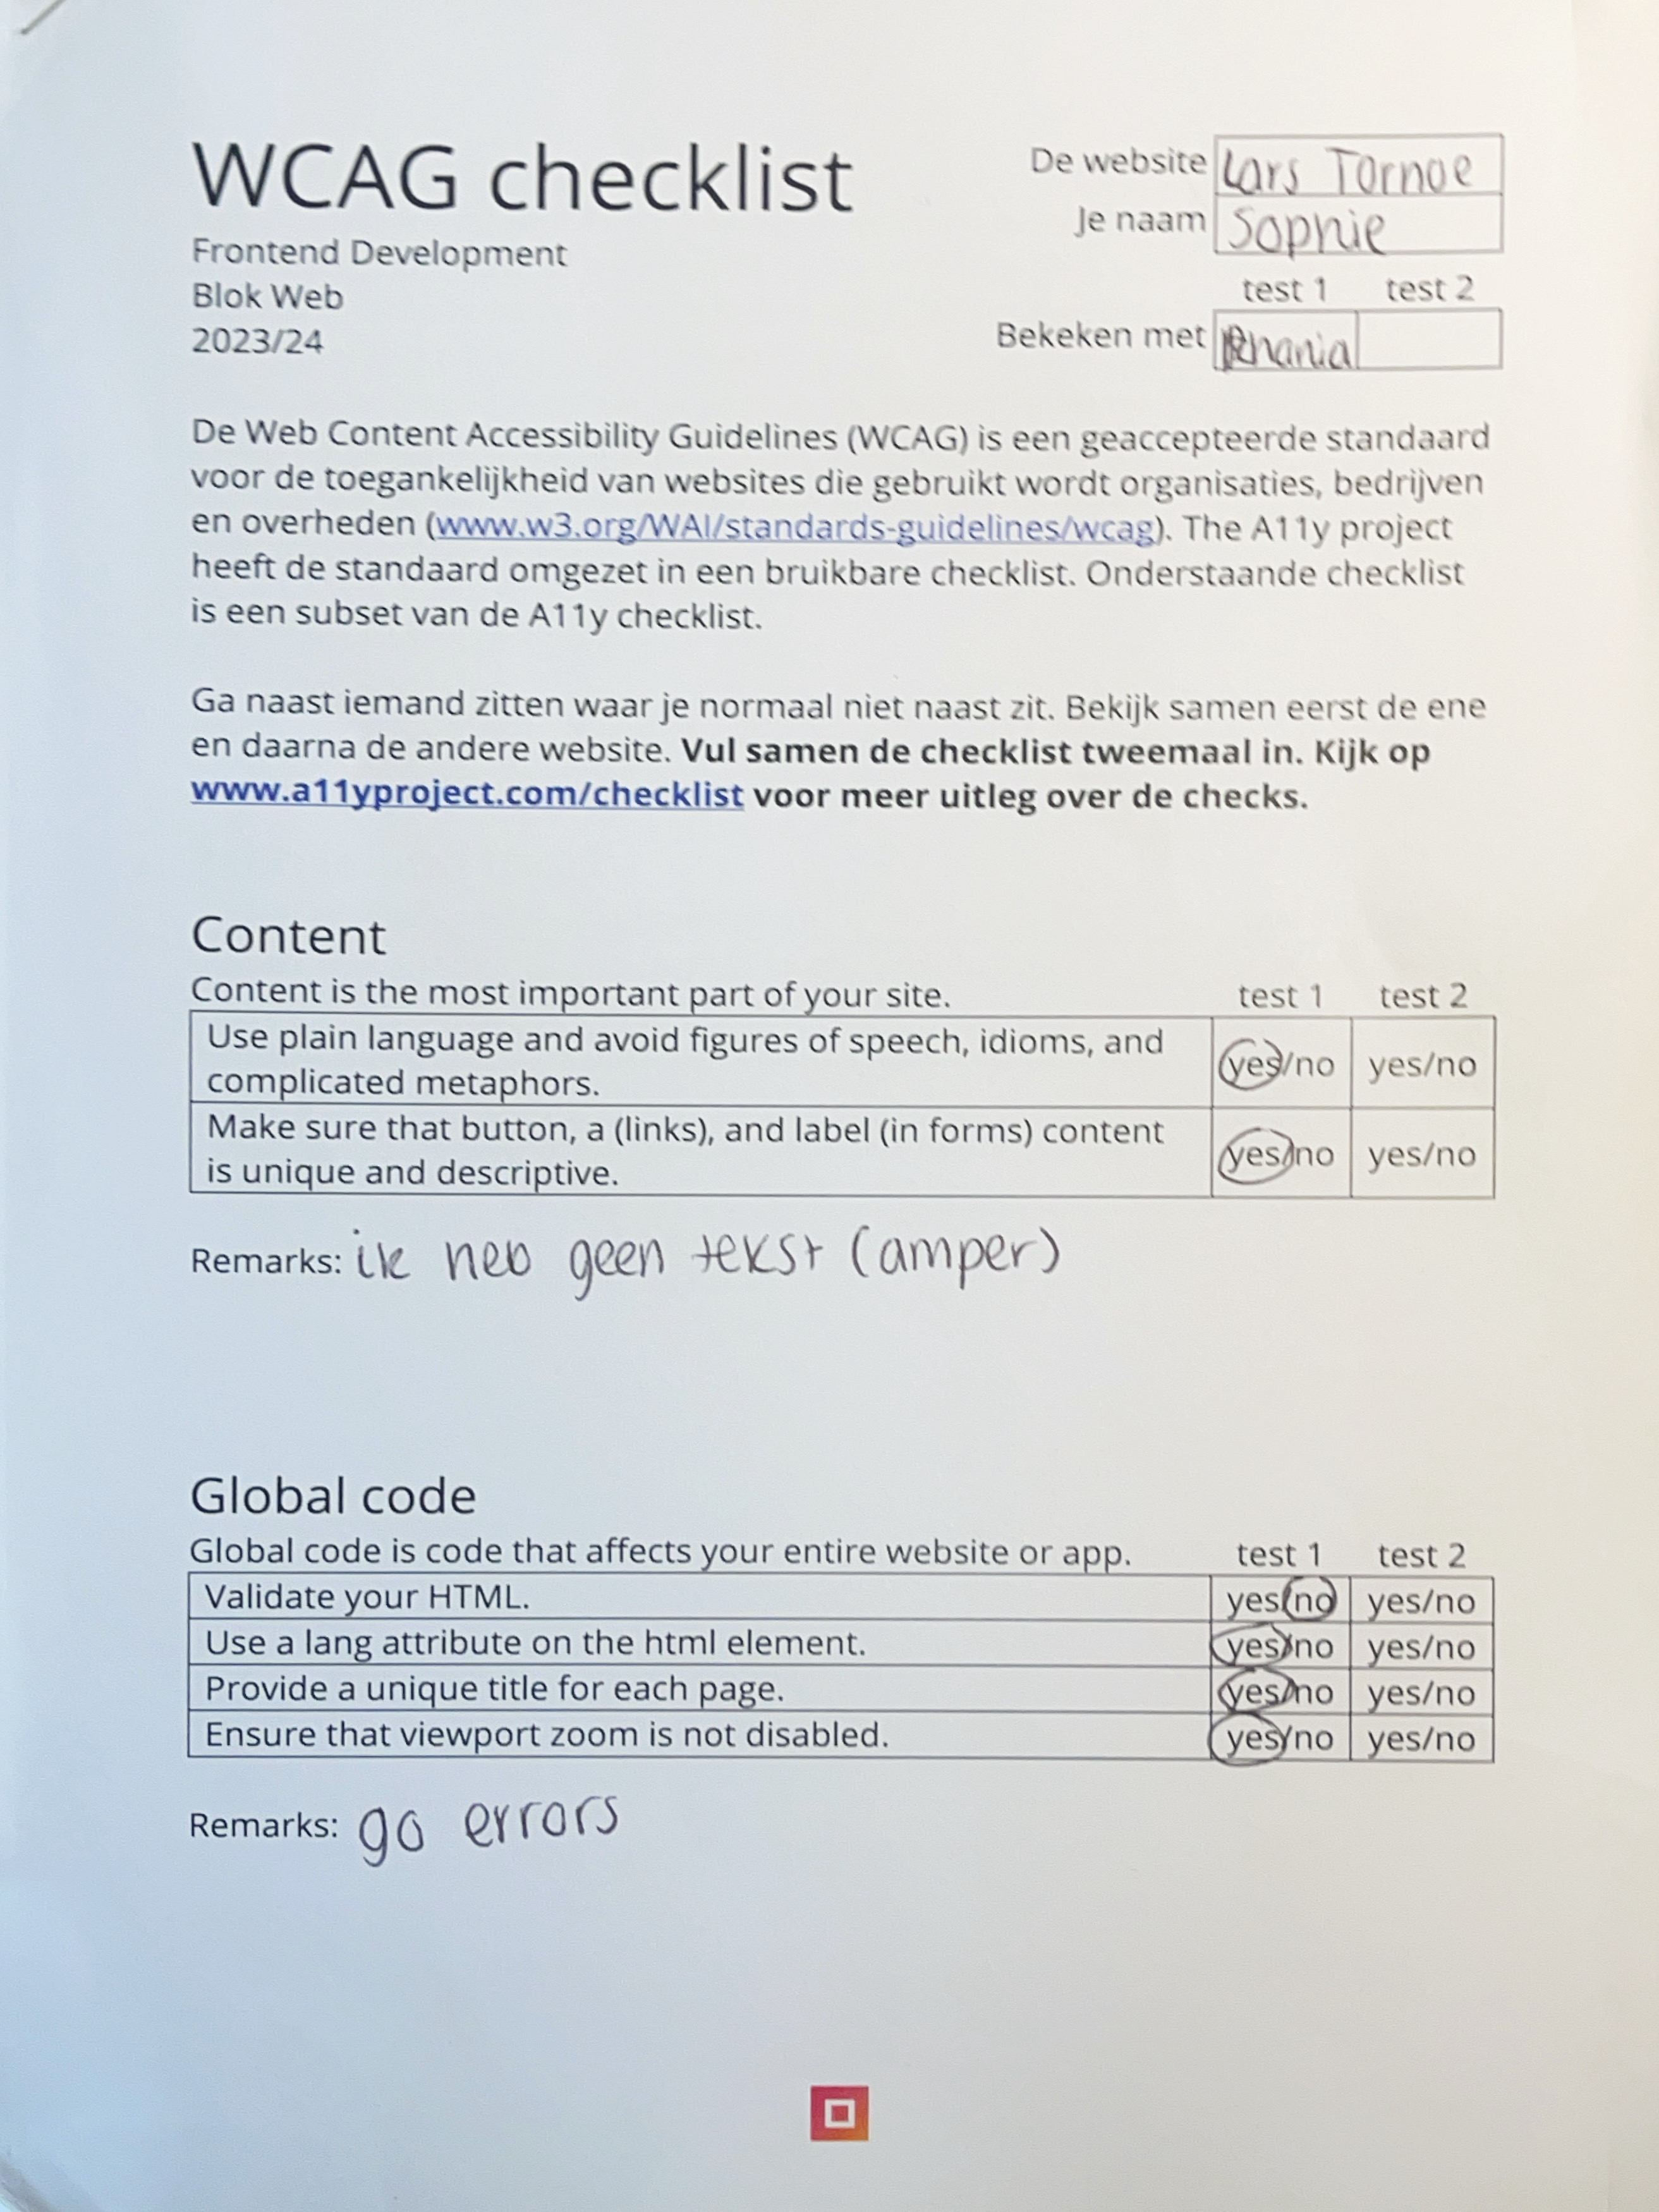 WCAG checklist
Frontend Development
Blok Web
2023/24
De website Lars Tornoe
Je naam Sophie
test 1 test 2
Bekeken met Rhania
De Web Content Accessibility Guidelines (WCAG) is een geaccepteerde standaard
voor de toegankelijkheid van websites die gebruikt wordt organisaties, bedrijven
en overheden (www.w3.org/WAI/standards-guidelines/wcag). The A11y project
heeft de standaard omgezet in een bruikbare checklist. Onderstaande checklist
is een subset van de A11y checklist.
Ga naast iemand zitten waar je normaal niet naast zit. Bekijk samen eerst de ene
en daarna de andere website. Vul samen de checklist tweemaal in. Kijk op
www.a11yproject.com/checklist voor meer uitleg over de checks.
Content
Content is the most important part of your site. test 1 test 2
Use plain language and avoid figures of speech, idioms, and
complicated metaphors. yes/no yes/no
Make sure that button, a (links), and label (in forms) content
is unique and descriptive. yes/no yes/no
Remarks: ik heb geen tekst (amper)
Global code
Global code is code that affects your entire website or app. test 1 test 2
Validate your HTML. yes/no yes/no
Use a lang attribute on the html element. yes/no yes/no
Provide a unique title for each page. yes/no yes/no
Ensure that viewport zoom is not disabled. yes/no yes/no
Remarks: errors